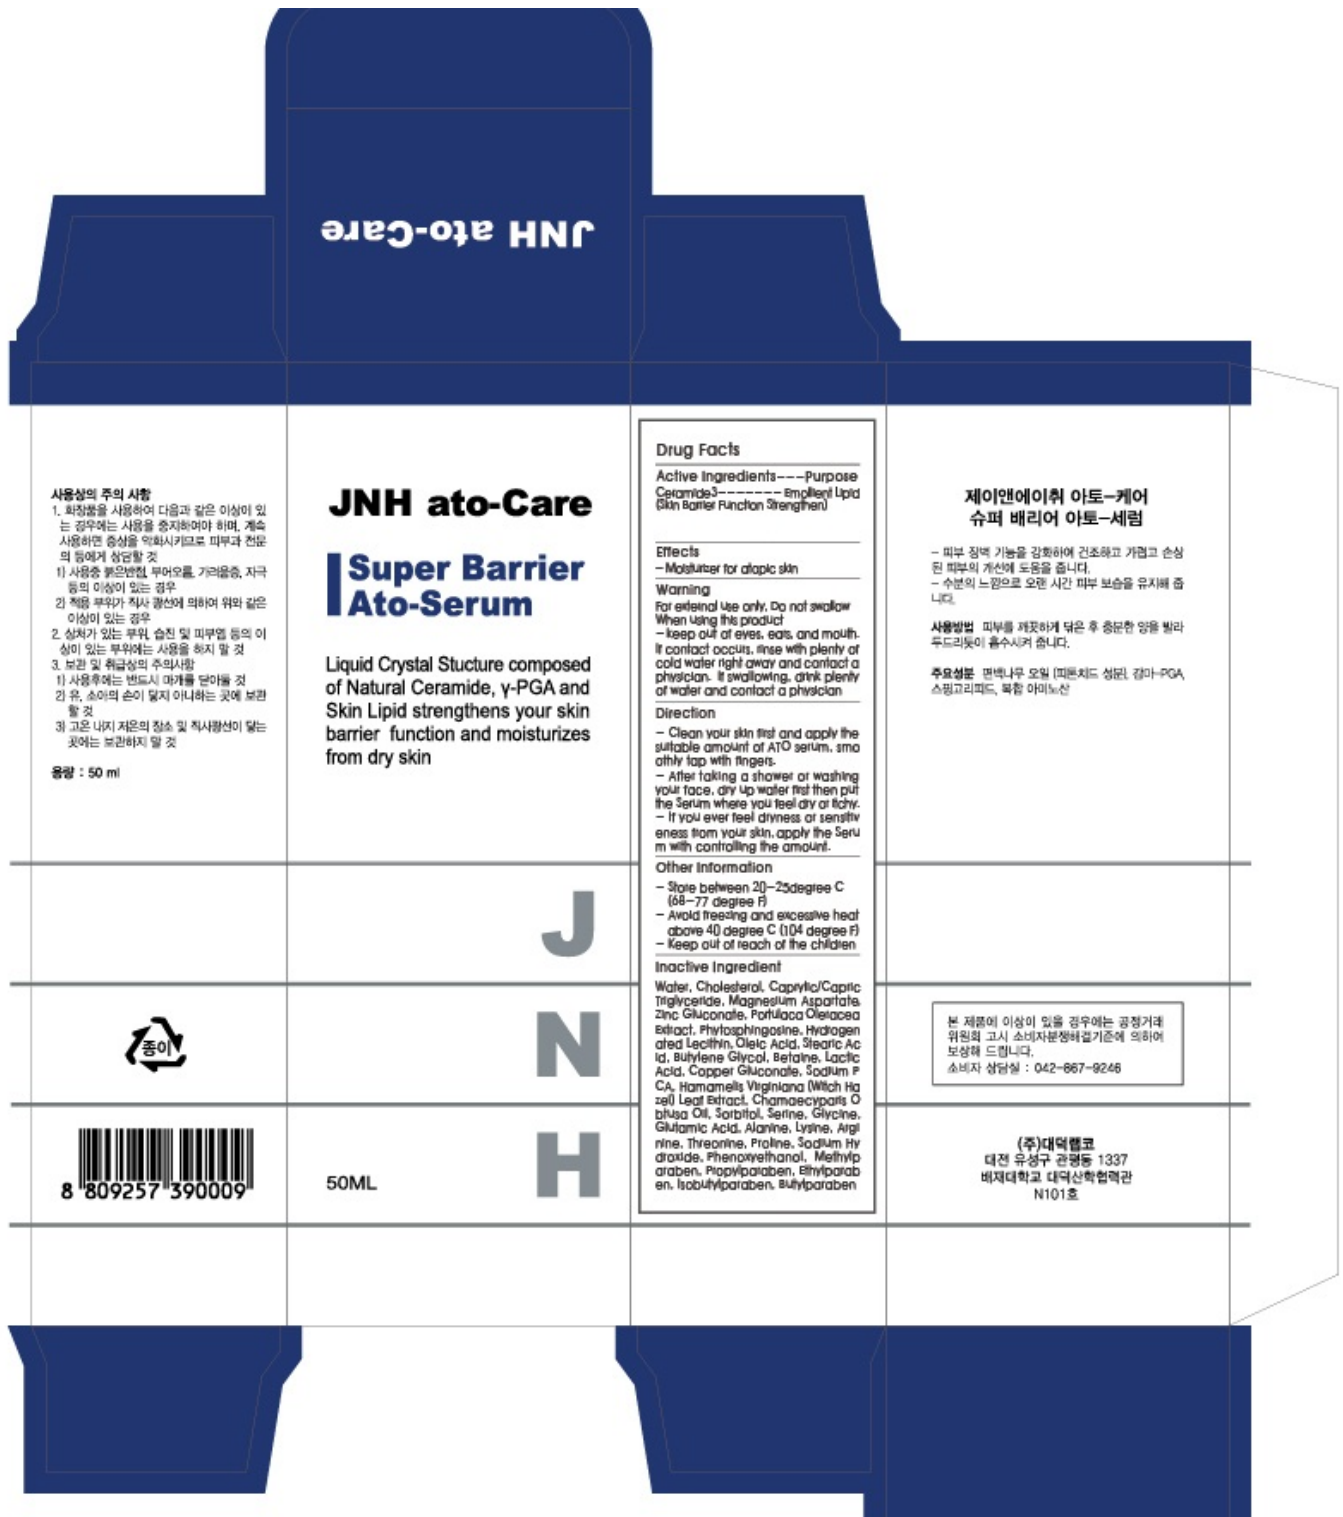 JNH ato-Care
사용상의 주의 사항
1. 화장품을 사용하여 다음과 같은 이상이 있
는 경우에는 사용을 중지하여야 하며, 계속
사용하면 증상을 악화시키므로 피부과 전문
의 등에게 상담할 것
1) 사용중 붉은반점, 부어오름, 가려움증, 자극
등의 이상이 있는 경우
2) 적용 부위가 직사 광선에 의하여 위와 같은
이상이 있는 경우
2. 상처가 있는 부위, 습진 및 피부염 등의 이
상이 있는 부위에는 사용을 하지 말 것
3. 보관 및 취급상의 주의사항
1) 사용후에는 반드시 마개를 닫아둘 것
2) 유, 소아의 손이 닿지 아니하는 곳에 보관
할 것
3) 고온 내지 저온의 장소 및 직사광선이 닿는
곳에는 보관하지 말 것
용량 : 50 ml
종이
8 809257 390009
JNH ato-Care
Super Barrier
Ato-Serum
Liquid Crystal Stucture composed
of Natural Ceramide, γ-PGA and
Skin Lipid strengthens your skin
barrier function and moisturizes
from dry skin
J
N
H
50ML
Drug Facts
Active Ingredients---Purpose
Ceramide3------- Emollient Lipid
(Skin Barrier Function Strengthen)
Effects
- Moisturizer for atopic skin
Warning
For external use only, Do not swallow
When using this product
- keep out of eyes, eats, and mouth.
If contact occurs, rinse with plenty of
cold water right away and contact a
physician. If swallowing, drink plenty
of water and contact a physician
Direction
- Clean your skin first and apply the
suitable amount of ATO serum, smo
othly tap with fingers.
- After taking a shower or washing
your face, dry up water first then put
the Serum where you feel dry or itchy.
- If you ever feel dryness or sensitiv
eness from your skin, apply the Seru
m with controlling the amount.
Other Information
- Store between 20-25degree C
(68-77 degree F)
- Avoid freezing and excessive heat
above 40 degree C (104 degree F)
- Keep out of reach of the children
Inactive Ingredient
Water, Cholesterol, Caprylic/Capric
Triglyceride, Magnesium Aspartate,
Zinc Gluconate, Portulaca Oleracea
Extract, Phytosphingosine, Hydrogen
ated Lecithin, Oleic Acid, Stearic Ac
id, Butylene Glycol, Betaine, Lactic
Acid, Copper Gluconate, Sodium P
CA, Hamamelis Virginiana (Witch Ha
zel) Leaf Extract, Chamaecyparis O
btusa Oil, Sorbitol, Serine, Glycine,
Glutamic Acid, Alanine, Lysine, Argi
nine, Threonine, Proline, Sodium Hy
droxide, Phenoxyethanol, Methylp
araben, Propylparaben, Ethylparab
en, Isobutylparaben, Butylparaben
제이앤에이취 아토-케어
슈퍼 배리어 아토-세럼
- 피부 장벽 기능을 강화하여 건조하고 가렵고 손상
된 피부의 개선에 도움을 줍니다.
- 수분의 느낌으로 오랜 시간 피부 보습을 유지해 줍
니다.
사용방법 피부를 깨끗하게 닦은 후 충분한 양을 발라
두드리듯이 흡수시켜 줍니다.
주요성분 편백나무 오일 (피톤치드 성분), 감마-PGA,
스핑고리피드, 복합 아미노산
본 제품에 이상이 있을 경우에는 공정거래
위원회 고시 소비자분쟁해결기준에 의하여
보상해 드립니다.
소비자 상담실 : 042-867-9246
(주)대덕랩코
대전 유성구 관평동 1337
배재대학교 대덕산학협력관
N101호